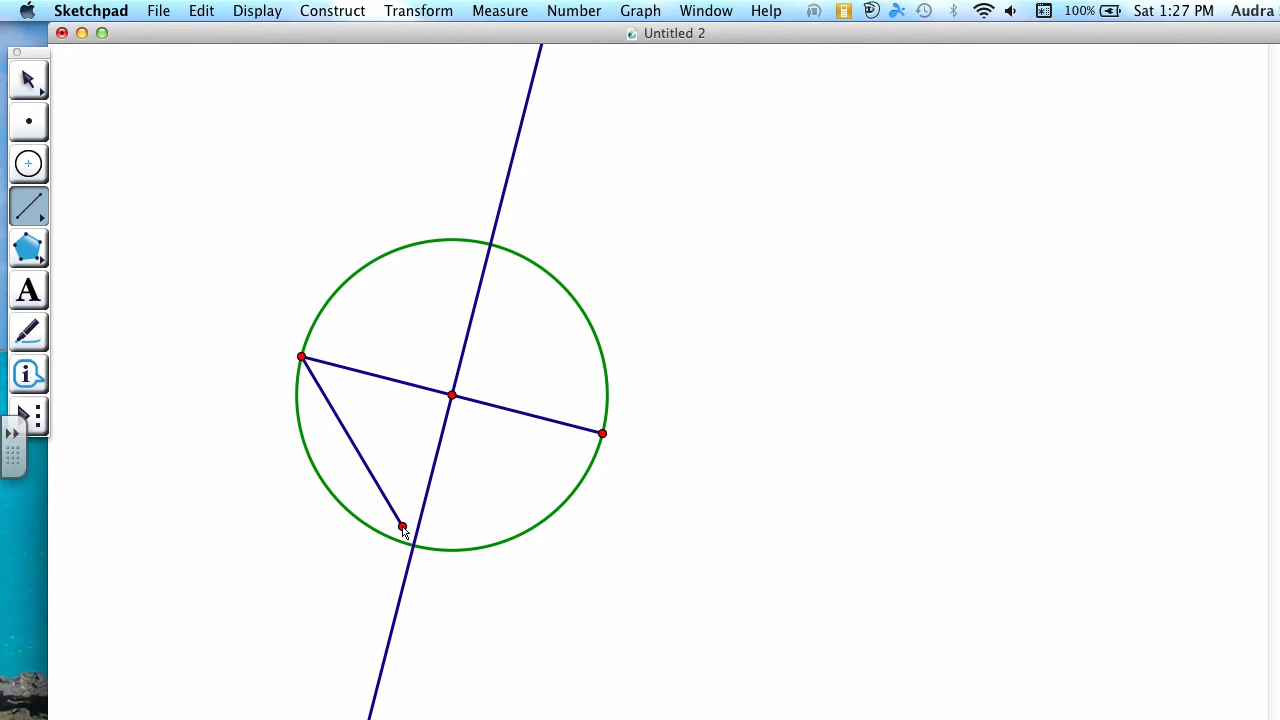 Sketchpad File Edit Display Construct Transform Measure Number Graph Window Help 100% Sat 1:27 PM Audra
Untitled 2
A
i